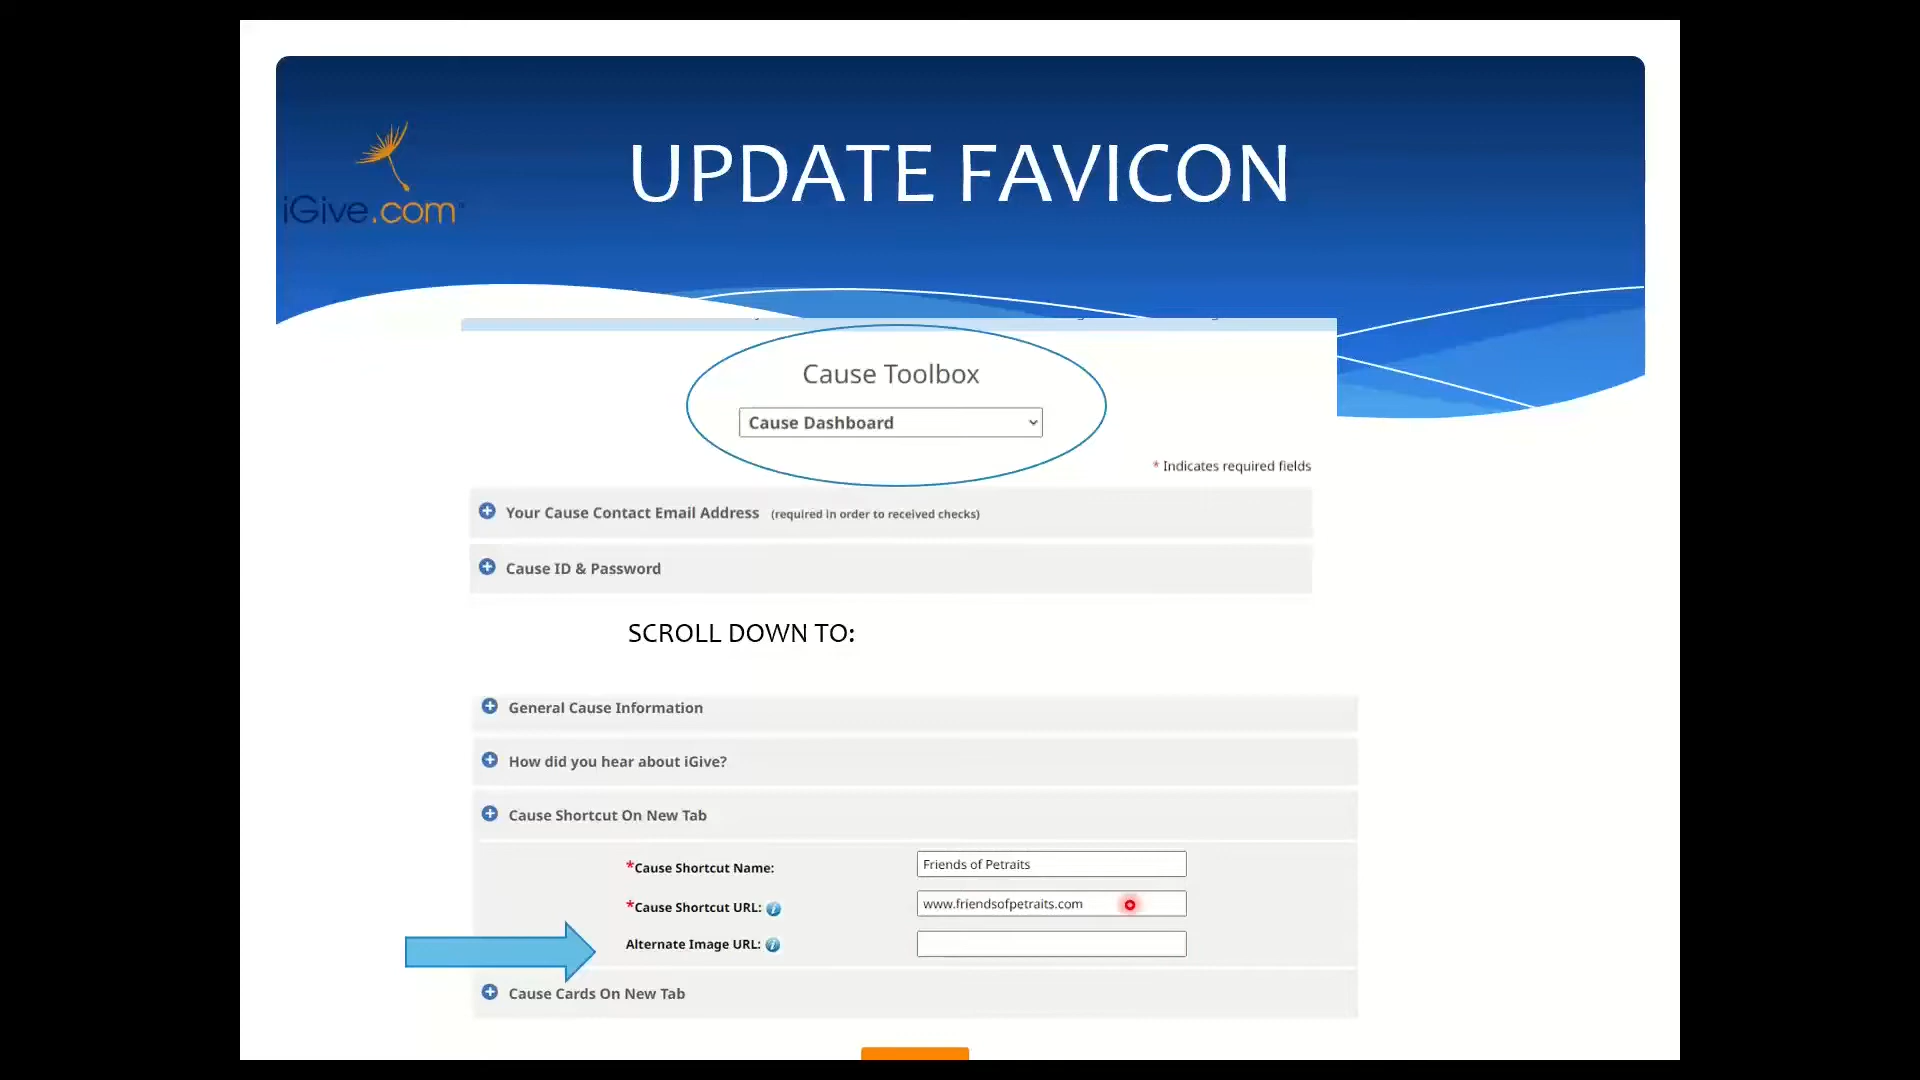 UPDATE FAVICON
iGive.com
Cause Toolbox
Cause Dashboard
* Indicates required fields
Your Cause Contact Email Address (required in order to received checks)
Cause ID & Password
SCROLL DOWN TO:
General Cause Information
How did you hear about iGive?
Cause Shortcut On New Tab
*Cause Shortcut Name: Friends of Petraits
*Cause Shortcut URL: www.friendsofpetraits.com
Alternate Image URL:
Cause Cards On New Tab